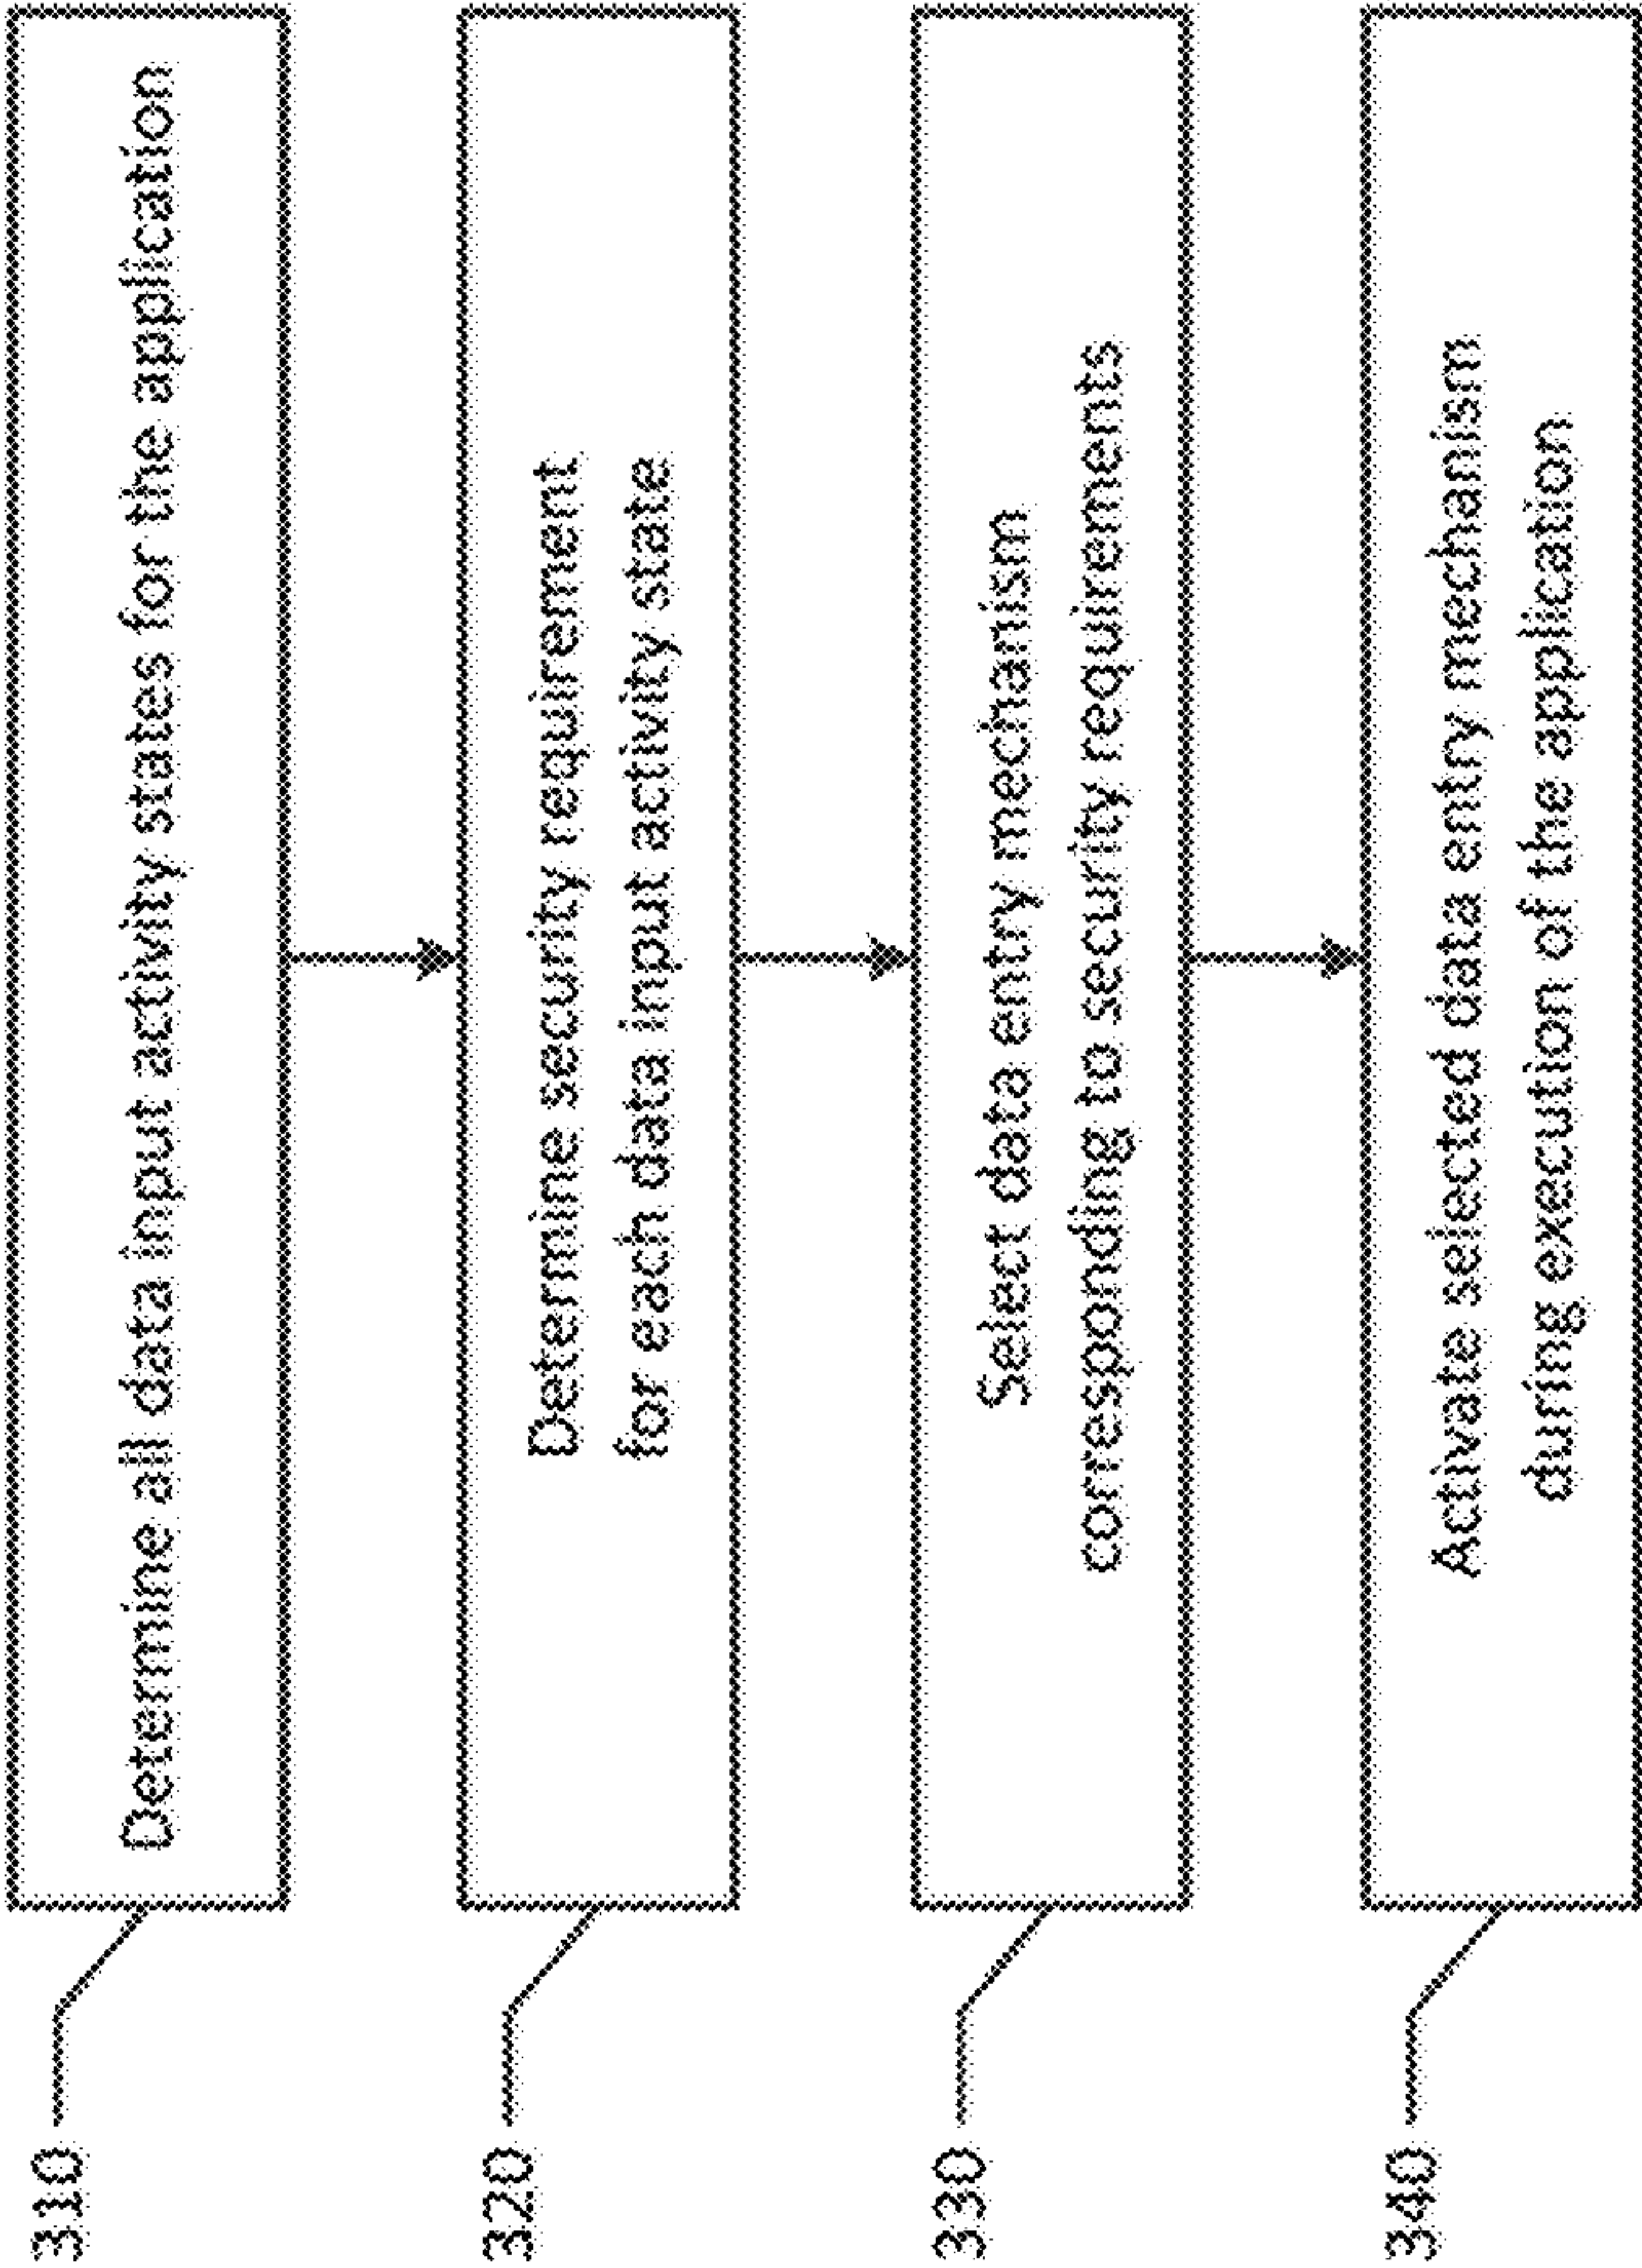 310
Determine all data input activity states for the application
320
Determine security requirement
for each data input activity state
330
Select data entry mechanism
corresponding to security requirements
340
Activate selected data entry mechanism
during execution of the application